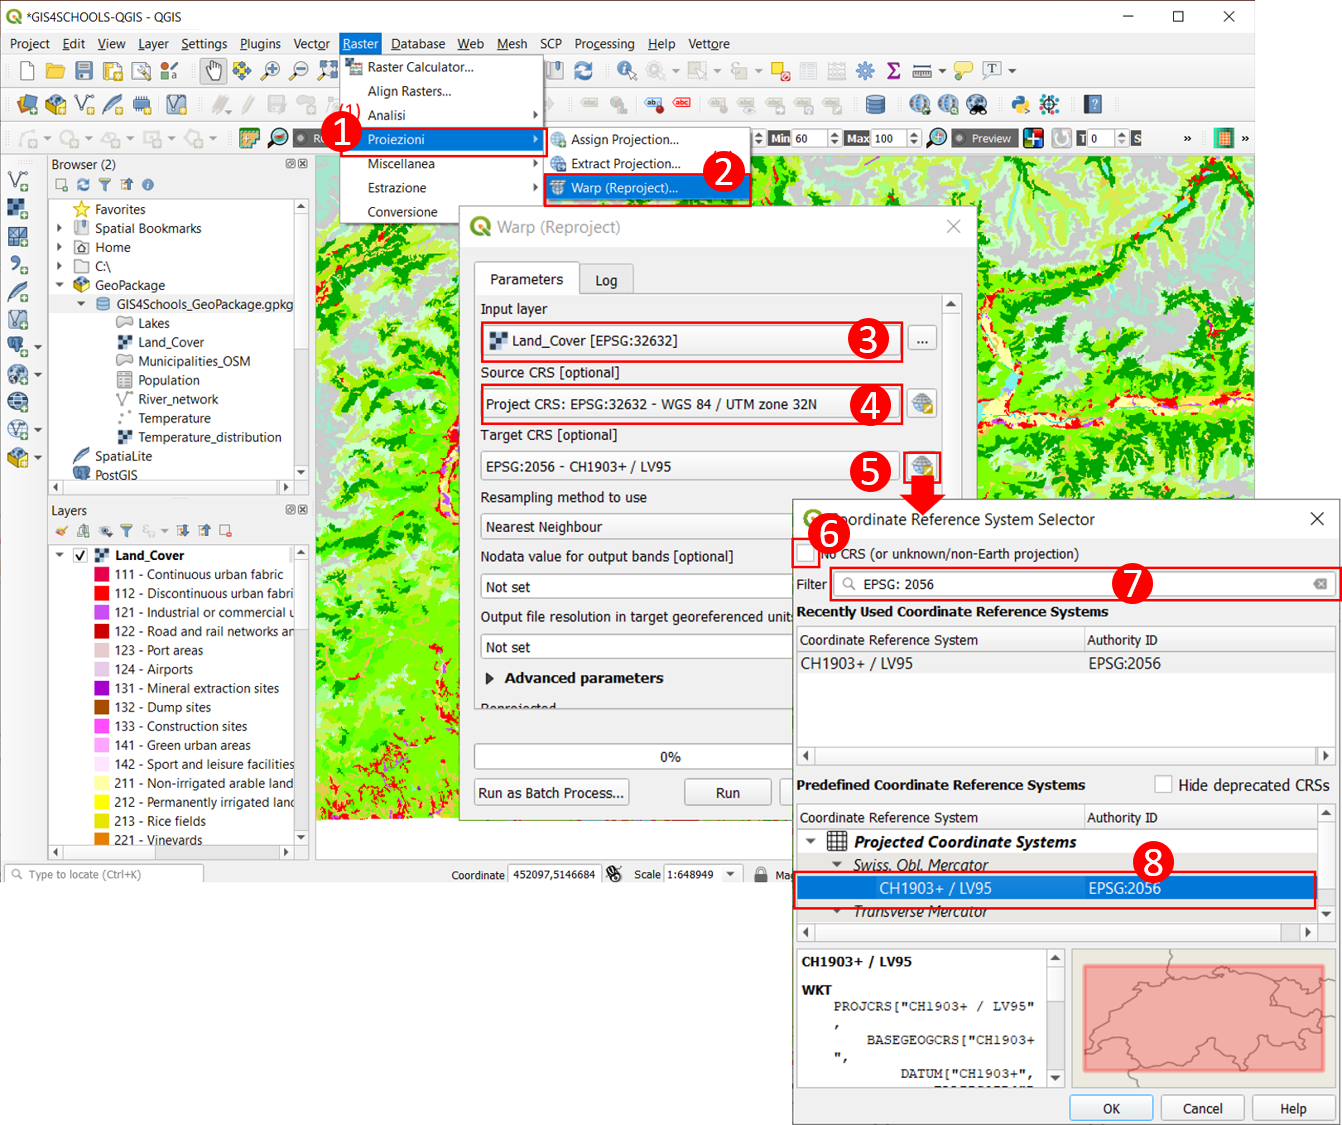 *GIS4SCHOOLS-QGIS - QGIS
Project Edit View Layer Settings Plugins Vector Raster Database Web Mesh SCP Processing Help Vettore
Raster Calculator...
Align Rasters...
(1)
Analisi
1
Proiezioni
Miscellanea
Estrazione
Conversione
Assign Projection...
Extract Projection...
2
Warp (Reproject)...
Min 60 Max 100 Preview T 0 S »  »
Browser (2)
Favorites
Spatial Bookmarks
Home
C:\
GeoPackage
GIS4Schools_GeoPackage.gpkg
Lakes
Land_Cover
Municipalities_OSM
Population
River_network
Temperature
Temperature_distribution
SpatiaLite
PostGIS
Layers
Land_Cover
111 - Continuous urban fabric
112 - Discontinuous urban fabri
121 - Industrial or commercial u
122 - Road and rail networks an
123 - Port areas
124 - Airports
131 - Mineral extraction sites
132 - Dump sites
133 - Construction sites
141 - Green urban areas
142 - Sport and leisure facilities
211 - Non-irrigated arable land
212 - Permanently irrigated land
213 - Rice fields
221 - Vineyards
Type to locate (Ctrl+K)
Coordinate 452097,5146684 Scale 1:648949 Mag
Warp (Reproject)
Parameters Log
Input layer
Land_Cover [EPSG:32632] 3 ...
Source CRS [optional]
Project CRS: EPSG:32632 - WGS 84 / UTM zone 32N 4
Target CRS [optional]
EPSG:2056 - CH1903+ / LV95 5
Resampling method to use
Nearest Neighbour
Nodata value for output bands [optional]
Not set
Output file resolution in target georeferenced units
Not set
Advanced parameters
Reprojected
0%
Run as Batch Process... Run
Coordinate Reference System Selector
6
No CRS (or unknown/non-Earth projection)
Filter EPSG: 2056 7
Recently Used Coordinate Reference Systems
Coordinate Reference System Authority ID
CH1903+ / LV95 EPSG:2056
Predefined Coordinate Reference Systems Hide deprecated CRSs
Coordinate Reference System Authority ID
Projected Coordinate Systems
Swiss. Obl. Mercator 8
CH1903+ / LV95 EPSG:2056
Transverse Mercator
CH1903+ / LV95
WKT
PROJCRS["CH1903+ / LV95"
,
BASEGEOGCRS["CH1903+
",
DATUM["CH1903+",
OK Cancel Help